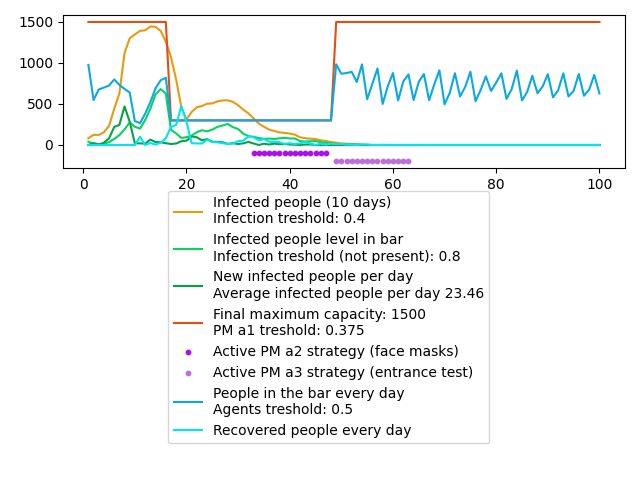 1500
1000
500
0
0 20 40 60 80 100
Infected people (10 days)
Infection treshold: 0.4
Infected people level in bar
Infection treshold (not present): 0.8
New infected people per day
Average infected people per day 23.46
Final maximum capacity: 1500
PM a1 treshold: 0.375
Active PM a2 strategy (face masks)
Active PM a3 strategy (entrance test)
People in the bar every day
Agents treshold: 0.5
Recovered people every day